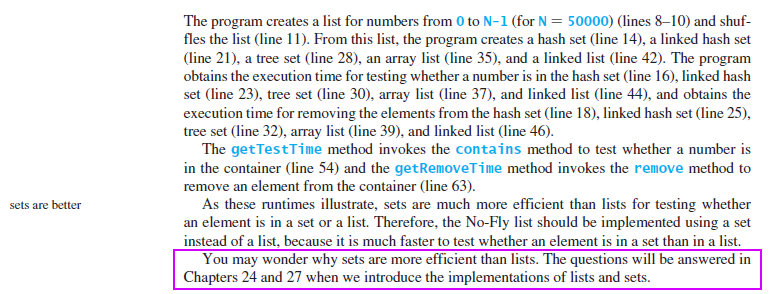 The program creates a list for numbers from 0 to N-1 (for N = 50000) (lines 8–10) and shuf-
fles the list (line 11). From this list, the program creates a hash set (line 14), a linked hash set
(line 21), a tree set (line 28), an array list (line 35), and a linked list (line 42). The program
obtains the execution time for testing whether a number is in the hash set (line 16), linked hash
set (line 23), tree set (line 30), array list (line 37), and linked list (line 44), and obtains the
execution time for removing the elements from the hash set (line 18), linked hash set (line 25),
tree set (line 32), array list (line 39), and linked list (line 46).
The getTestTime method invokes the contains method to test whether a number is
in the container (line 54) and the getRemoveTime method invokes the remove method to
remove an element from the container (line 63).
sets are better
As these runtimes illustrate, sets are much more efficient than lists for testing whether
an element is in a set or a list. Therefore, the No-Fly list should be implemented using a set
instead of a list, because it is much faster to test whether an element is in a set than in a list.
You may wonder why sets are more efficient than lists. The questions will be answered in
Chapters 24 and 27 when we introduce the implementations of lists and sets.